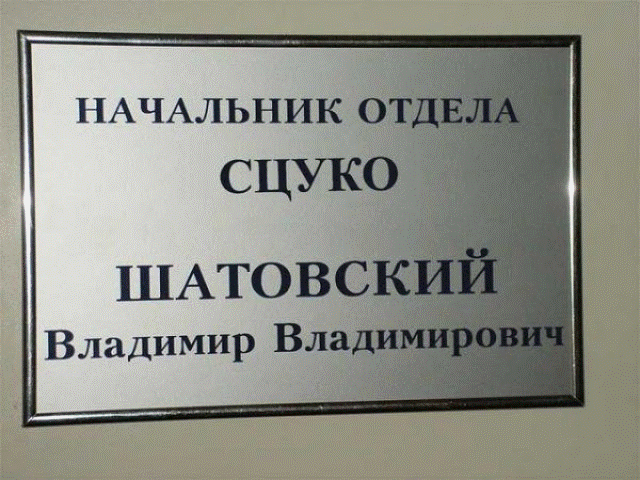 НАЧАЛЬНИК ОТДЕЛА
СЦУКО
ШАТОВСКИЙ
Владимир Владимирович